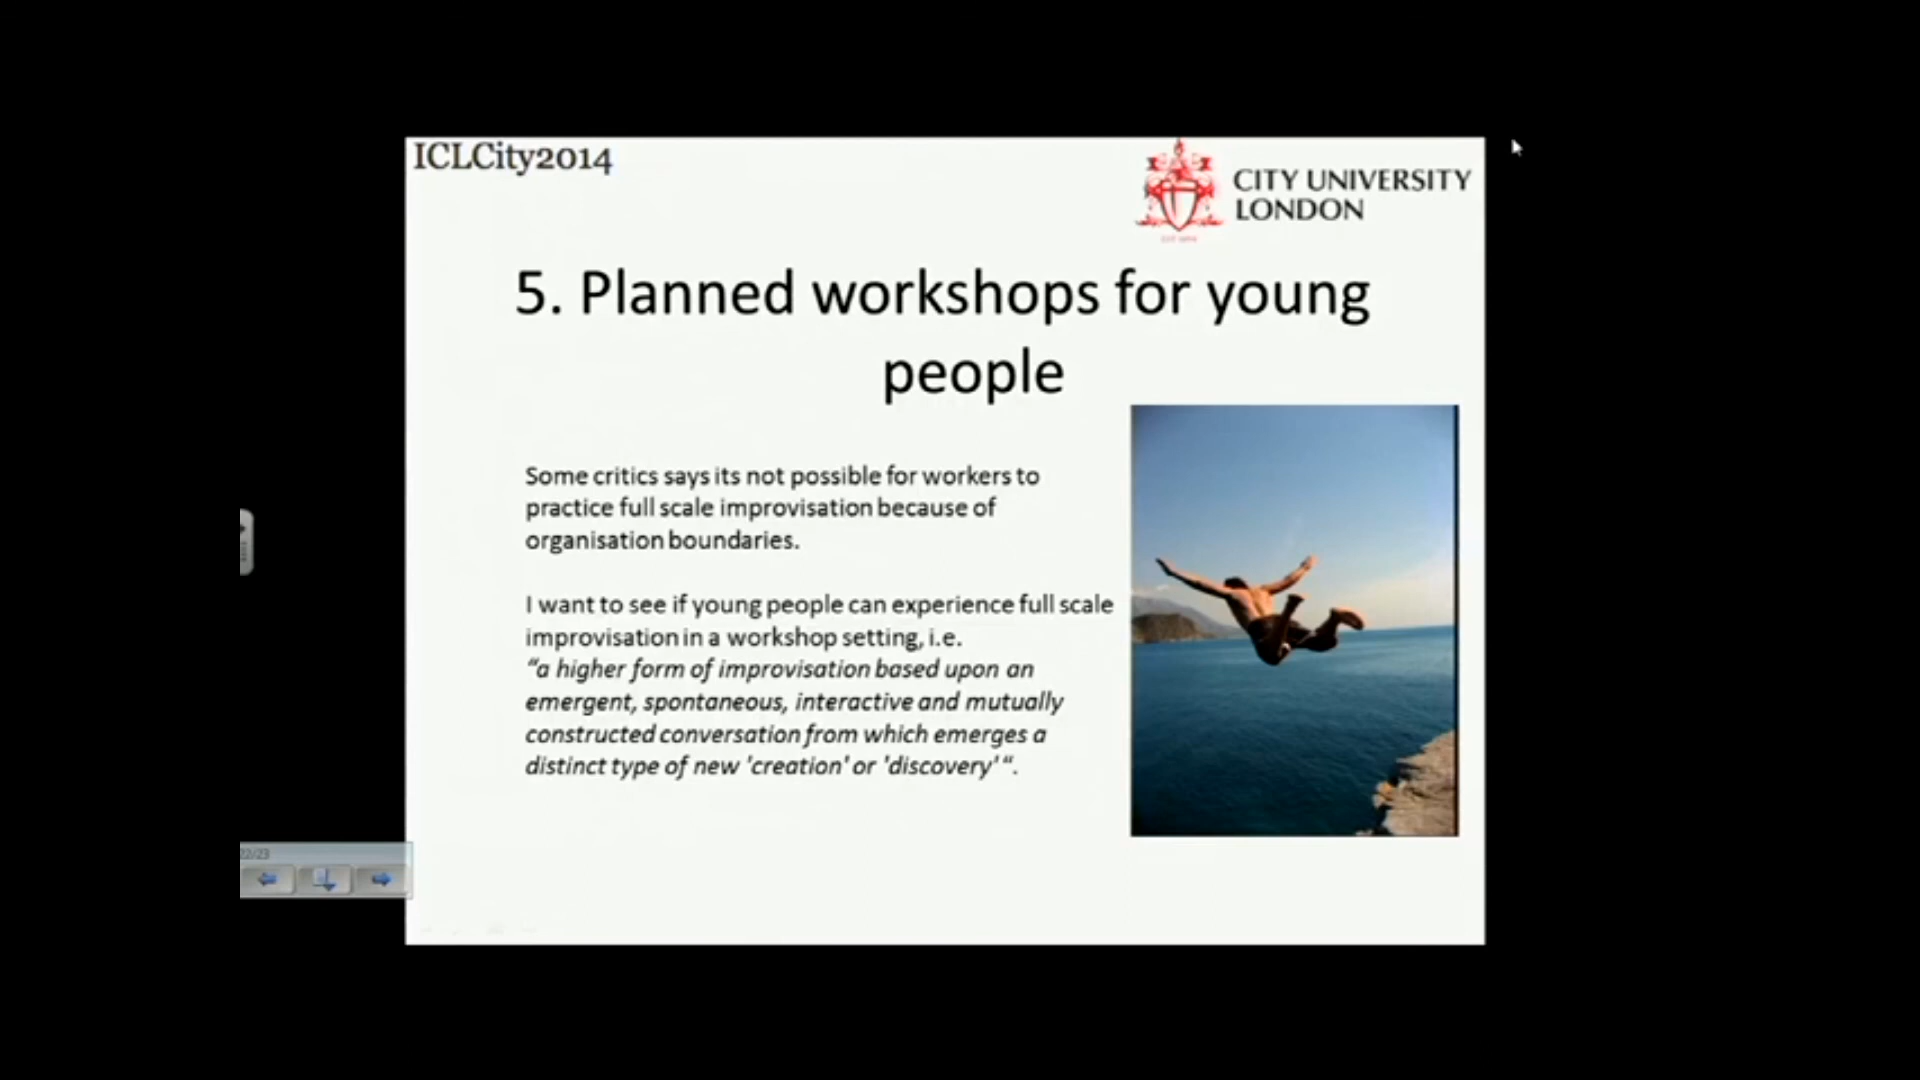 ICLCity2014
CITY UNIVERSITY
LONDON
5. Planned workshops for young
people
Some critics says its not possible for workers to
practice full scale improvisation because of
organisation boundaries.
I want to see if young people can experience full scale
improvisation in a workshop setting, i.e.
“a higher form of improvisation based upon an
emergent, spontaneous, interactive and mutually
constructed conversation from which emerges a
distinct type of new 'creation' or 'discovery' “.
22/23